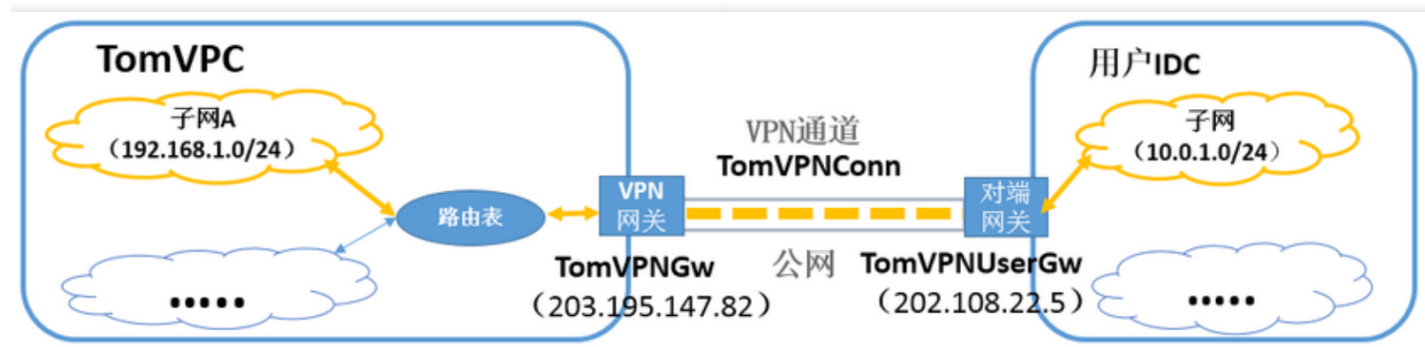 TomVPC
子网A
（192.168.1.0/24）
路由表
.....
VPN
网关
TomVPNGw
（203.195.147.82）
VPN通道
TomVPNConn
公网
对端
网关
TomVPNUserGw
（202.108.22.5）
用户IDC
子网
（10.0.1.0/24）
.....